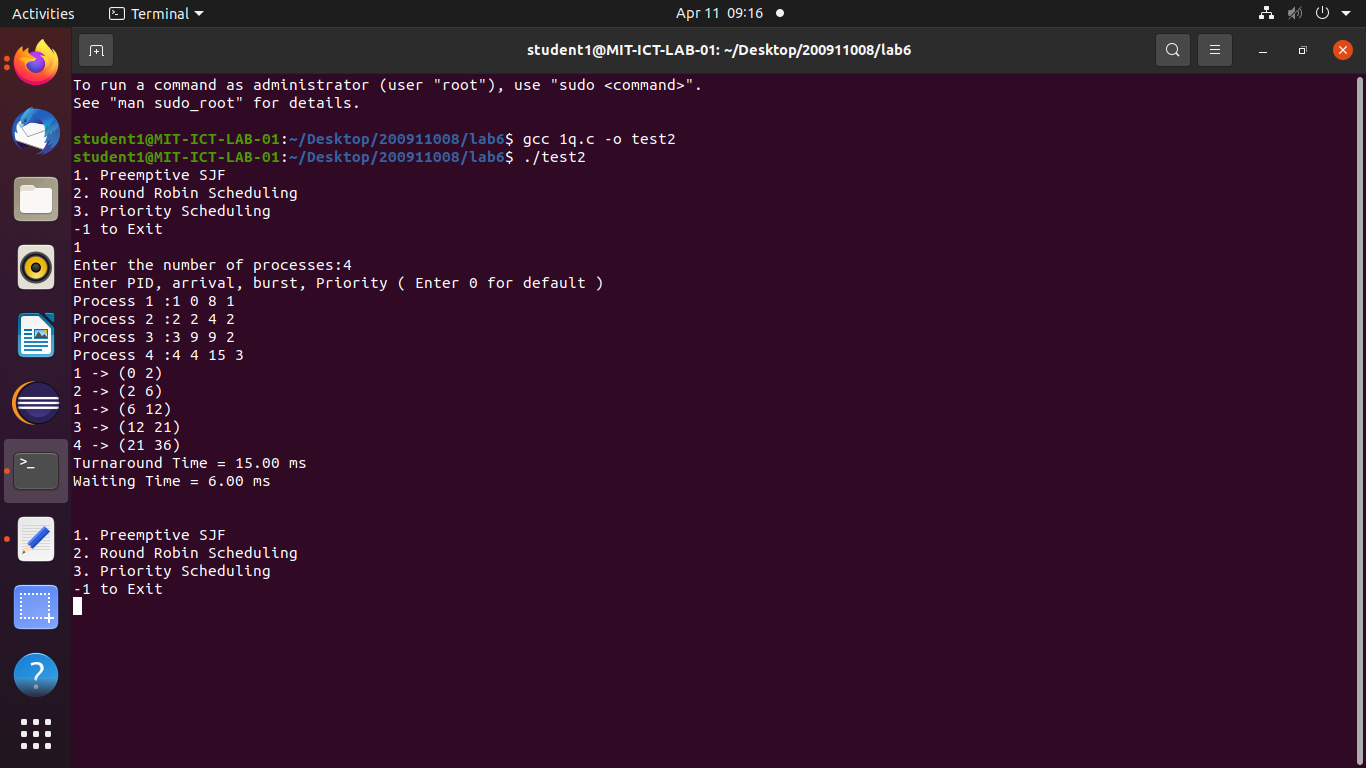 Activities
Terminal
Apr 11 09:16
student1@MIT-ICT-LAB-01: ~/Desktop/200911008/lab6
To run a command as administrator (user "root"), use "sudo <command>".
See "man sudo_root" for details.
student1@MIT-ICT-LAB-01:~/Desktop/200911008/lab6$ gcc 1q.c -o test2
student1@MIT-ICT-LAB-01:~/Desktop/200911008/lab6$ ./test2
1. Preemptive SJF
2. Round Robin Scheduling
3. Priority Scheduling
-1 to Exit
1
Enter the number of processes:4
Enter PID, arrival, burst, Priority ( Enter 0 for default )
Process 1 :1 0 8 1
Process 2 :2 2 4 2
Process 3 :3 9 9 2
Process 4 :4 4 15 3
1 -> (0 2)
2 -> (2 6)
1 -> (6 12)
3 -> (12 21)
4 -> (21 36)
Turnaround Time = 15.00 ms
Waiting Time = 6.00 ms
1. Preemptive SJF
2. Round Robin Scheduling
3. Priority Scheduling
-1 to Exit